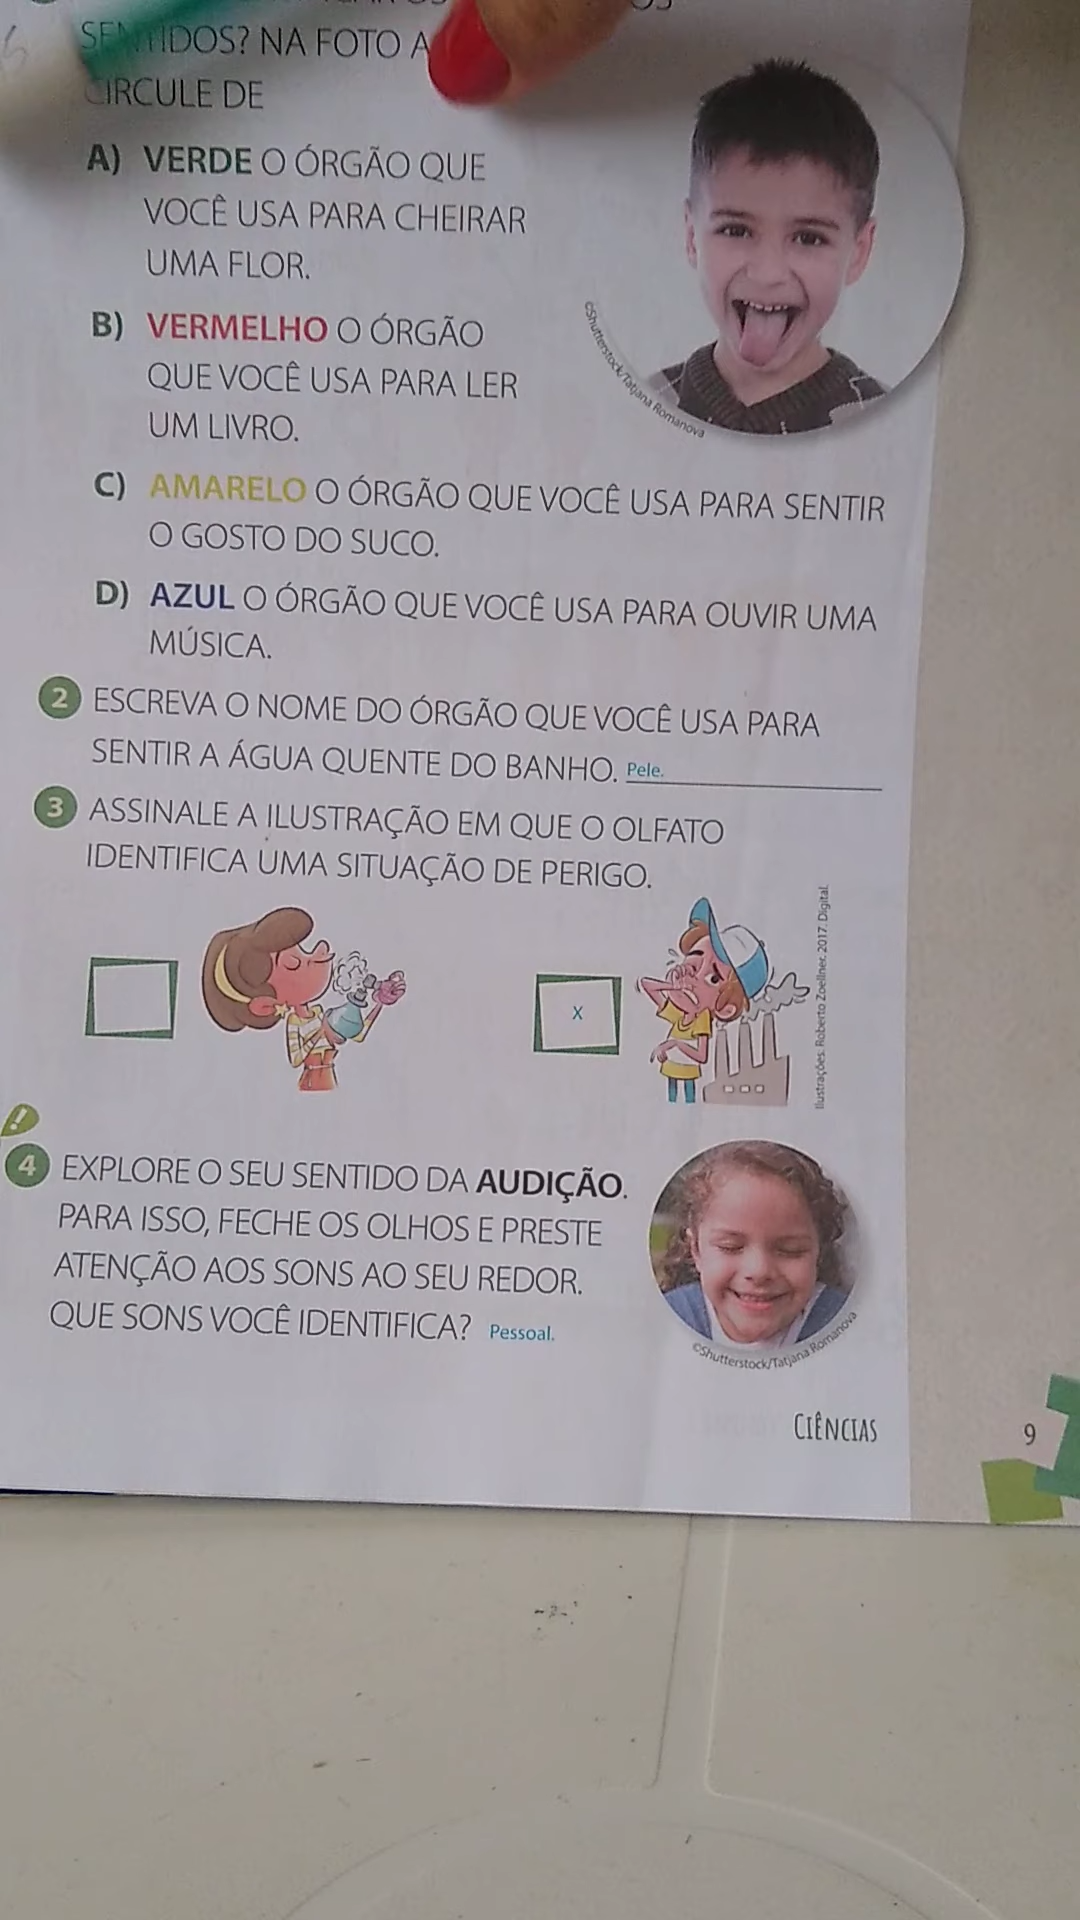 SENTIDOS? NA FOTO A
CIRCULE DE
A) VERDE O ÓRGÃO QUE
VOCÊ USA PARA CHEIRAR
UMA FLOR.
B) VERMELHO O ÓRGÃO
QUE VOCÊ USA PARA LER
UM LIVRO.
©Shutterstock/Tatjana Romanova
C) AMARELO O ÓRGÃO QUE VOCÊ USA PARA SENTIR
O GOSTO DO SUCO.
D) AZUL O ÓRGÃO QUE VOCÊ USA PARA OUVIR UMA
MÚSICA.
2 ESCREVA O NOME DO ÓRGÃO QUE VOCÊ USA PARA
SENTIR A ÁGUA QUENTE DO BANHO. Pele.
3 ASSINALE A ILUSTRAÇÃO EM QUE O OLFATO
IDENTIFICA UMA SITUAÇÃO DE PERIGO.
x
Ilustrações: Roberto Zoellner. 2017. Digital.
!
4 EXPLORE O SEU SENTIDO DA AUDIÇÃO.
PARA ISSO, FECHE OS OLHOS E PRESTE
ATENÇÃO AOS SONS AO SEU REDOR.
QUE SONS VOCÊ IDENTIFICA? Pessoal.
©Shutterstock/Tatjana Romanova
CIÊNCIAS
9